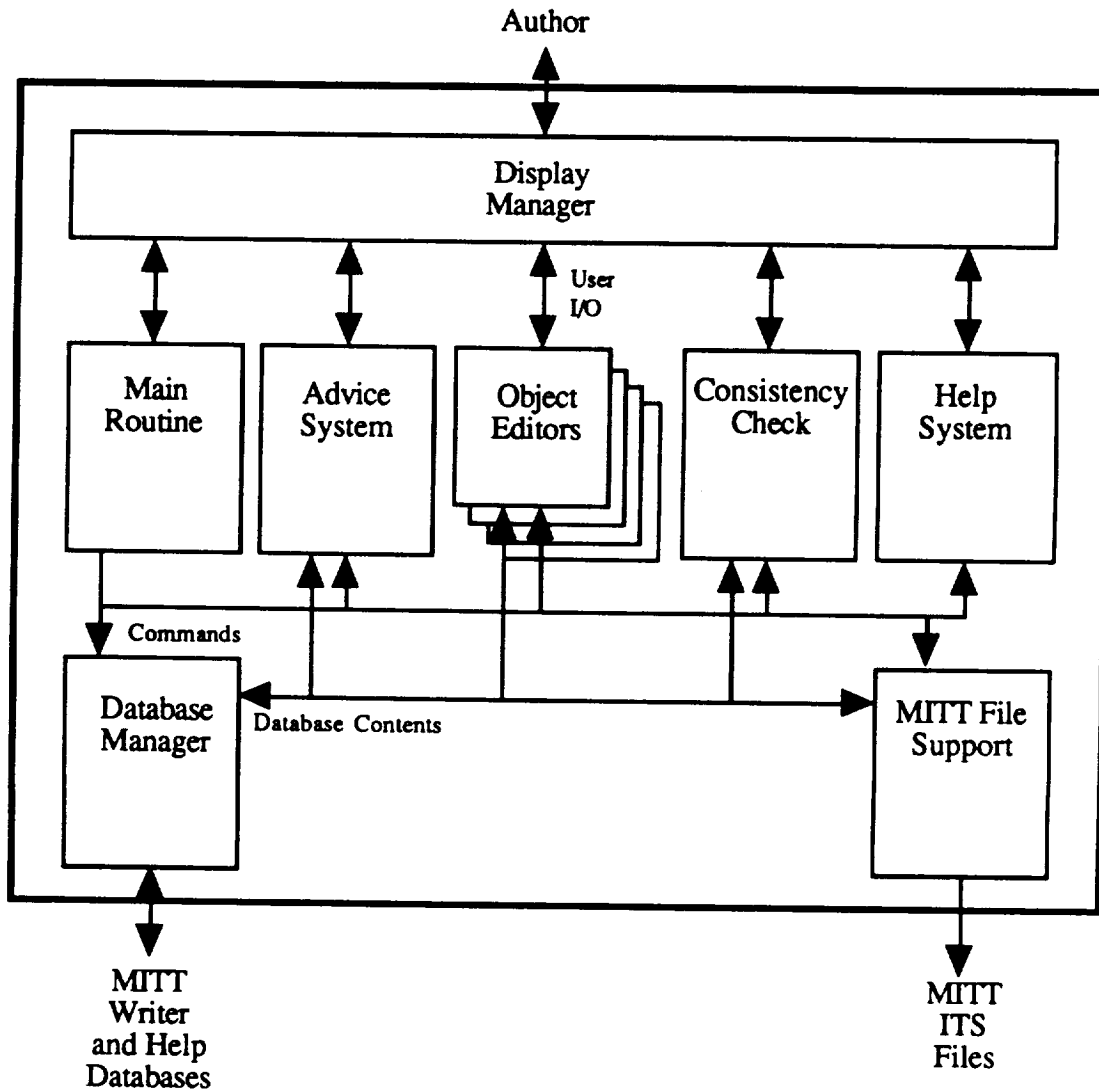 Author
Display
Manager
User
I/O
Main
Routine
Advice
System
Object
Editors
Consistency
Check
Help
System
Commands
Database
Manager
Database Contents
MITT File
Support
MITT
Writer
and Help
Databases
MITT
ITS
Files